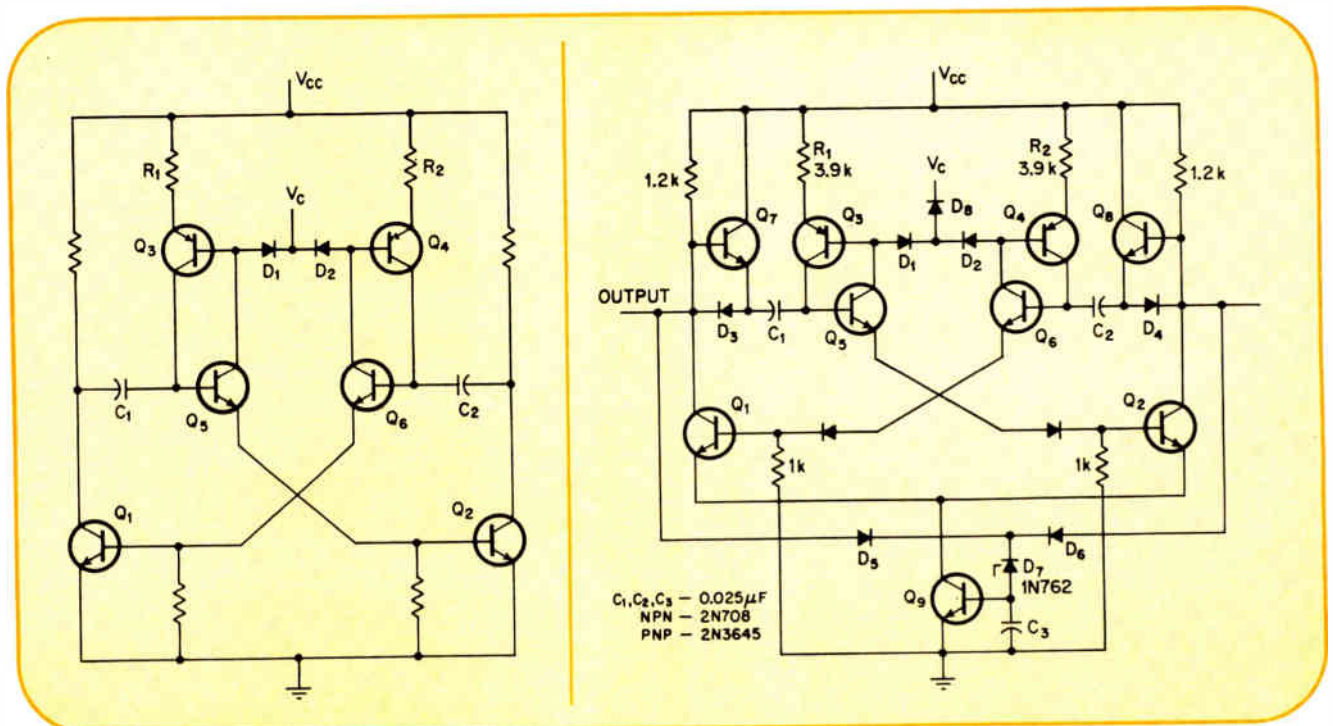 VCC
R1
R2
VC
Q3
D1
D2
Q4
C1
Q5
Q6
C2
Q1
Q2
VCC
1.2k
R1
3.9k
R2
3.9k
1.2k
VC
Q7
Q3
D8
Q4
Q8
D1
D2
OUTPUT
D3
C1
Q5
Q6
C2
D4
Q1
Q2
1k
1k
D5
D6
D7
1N762
Q9
C3
C1,C2,C3 – 0.025μF
NPN – 2N708
PNP – 2N3645